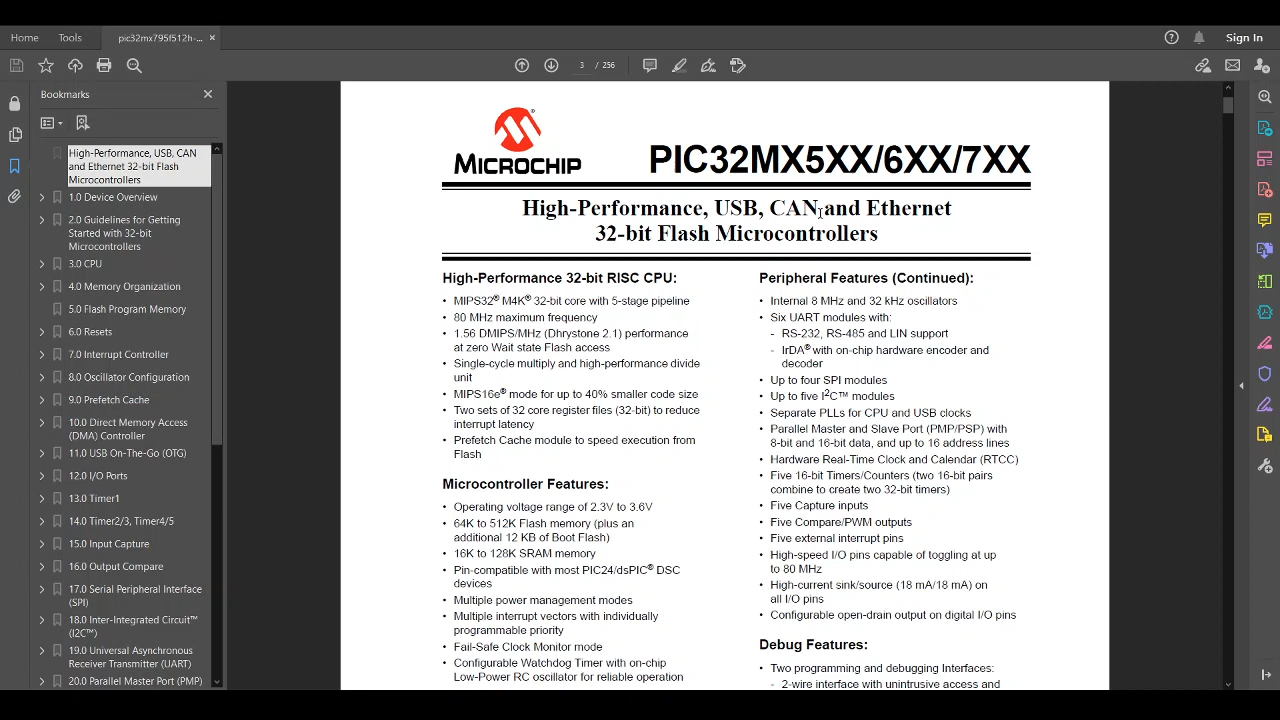 Home
Tools
pic32mx795f512h-... ×
Sign In
3 / 256
Bookmarks
High-Performance, USB, CAN
and Ethernet 32-bit Flash
Microcontrollers
1.0 Device Overview
2.0 Guidelines for Getting
Started with 32-bit
Microcontrollers
3.0 CPU
4.0 Memory Organization
5.0 Flash Program Memory
6.0 Resets
7.0 Interrupt Controller
8.0 Oscillator Configuration
9.0 Prefetch Cache
10.0 Direct Memory Access
(DMA) Controller
11.0 USB On-The-Go (OTG)
12.0 I/O Ports
13.0 Timer1
14.0 Timer2/3, Timer4/5
15.0 Input Capture
16.0 Output Compare
17.0 Serial Peripheral Interface
(SPI)
18.0 Inter-Integrated Circuit™
(I2C™)
19.0 Universal Asynchronous
Receiver Transmitter (UART)
20.0 Parallel Master Port (PMP)
MICROCHIP
PIC32MX5XX/6XX/7XX
High-Performance, USB, CAN and Ethernet
32-bit Flash Microcontrollers
High-Performance 32-bit RISC CPU:
• MIPS32® M4K® 32-bit core with 5-stage pipeline
• 80 MHz maximum frequency
• 1.56 DMIPS/MHz (Dhrystone 2.1) performance
at zero Wait state Flash access
• Single-cycle multiply and high-performance divide
unit
• MIPS16e® mode for up to 40% smaller code size
• Two sets of 32 core register files (32-bit) to reduce
interrupt latency
• Prefetch Cache module to speed execution from
Flash
Microcontroller Features:
• Operating voltage range of 2.3V to 3.6V
• 64K to 512K Flash memory (plus an
additional 12 KB of Boot Flash)
• 16K to 128K SRAM memory
• Pin-compatible with most PIC24/dsPIC® DSC
devices
• Multiple power management modes
• Multiple interrupt vectors with individually
programmable priority
• Fail-Safe Clock Monitor mode
• Configurable Watchdog Timer with on-chip
Low-Power RC oscillator for reliable operation
Peripheral Features (Continued):
• Internal 8 MHz and 32 kHz oscillators
• Six UART modules with:
- RS-232, RS-485 and LIN support
- IrDA® with on-chip hardware encoder and
decoder
• Up to four SPI modules
• Up to five I²C™ modules
• Separate PLLs for CPU and USB clocks
• Parallel Master and Slave Port (PMP/PSP) with
8-bit and 16-bit data, and up to 16 address lines
• Hardware Real-Time Clock and Calendar (RTCC)
• Five 16-bit Timers/Counters (two 16-bit pairs
combine to create two 32-bit timers)
• Five Capture inputs
• Five Compare/PWM outputs
• Five external interrupt pins
• High-speed I/O pins capable of toggling at up
to 80 MHz
• High-current sink/source (18 mA/18 mA) on
all I/O pins
• Configurable open-drain output on digital I/O pins
Debug Features:
• Two programming and debugging Interfaces:
- 2-wire interface with unintrusive access and